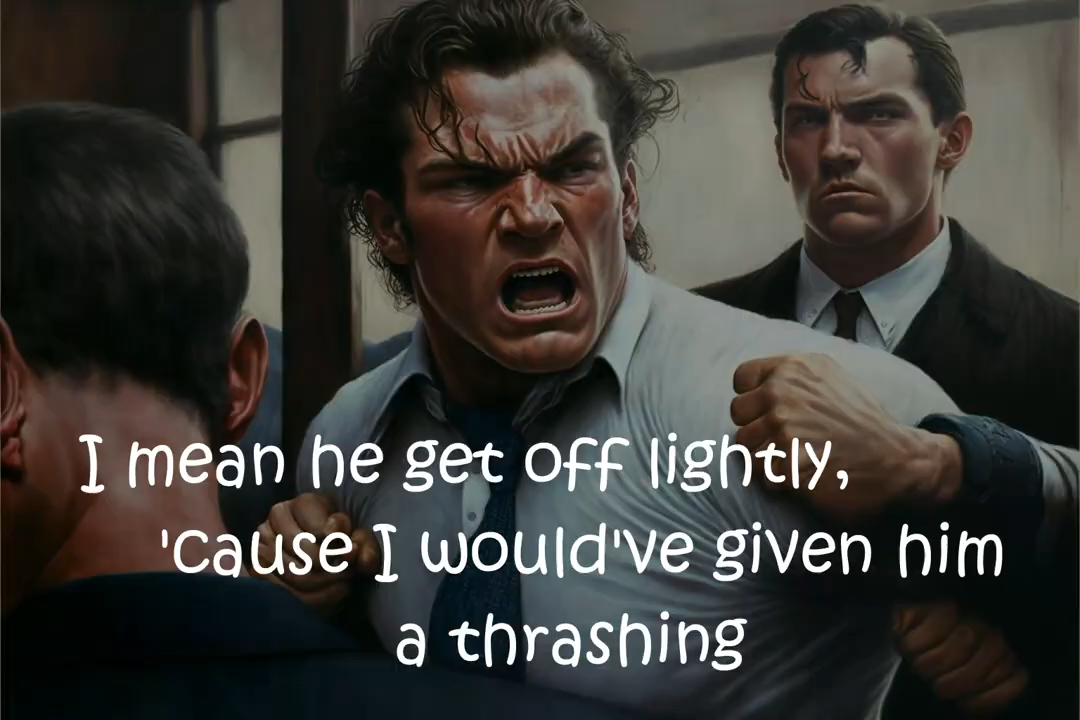 I mean he get off lightly,
'cause I would've given him
a thrashing